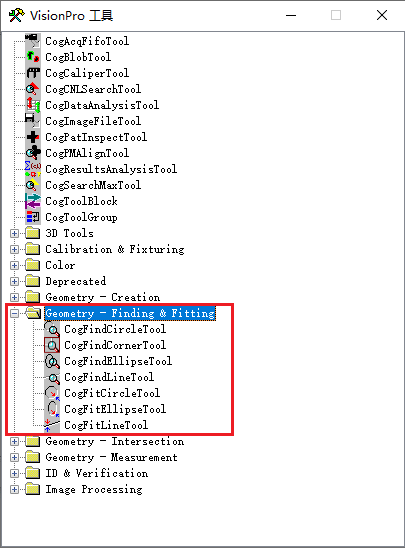 VisionPro 工具
CogAcqFifoTool
CogBlobTool
CogCaliperTool
CogCNLSearchTool
CogDataAnalysisTool
CogImageFileTool
CogPatInspectTool
CogPMAlignTool
CogResultsAnalysisTool
CogSearchMaxTool
CogToolBlock
CogToolGroup
3D Tools
Calibration & Fixturing
Color
Deprecated
Geometry - Creation
Geometry - Finding & Fitting
CogFindCircleTool
CogFindCornerTool
CogFindEllipseTool
CogFindLineTool
CogFitCircleTool
CogFitEllipseTool
CogFitLineTool
Geometry - Intersection
Geometry - Measurement
ID & Verification
Image Processing